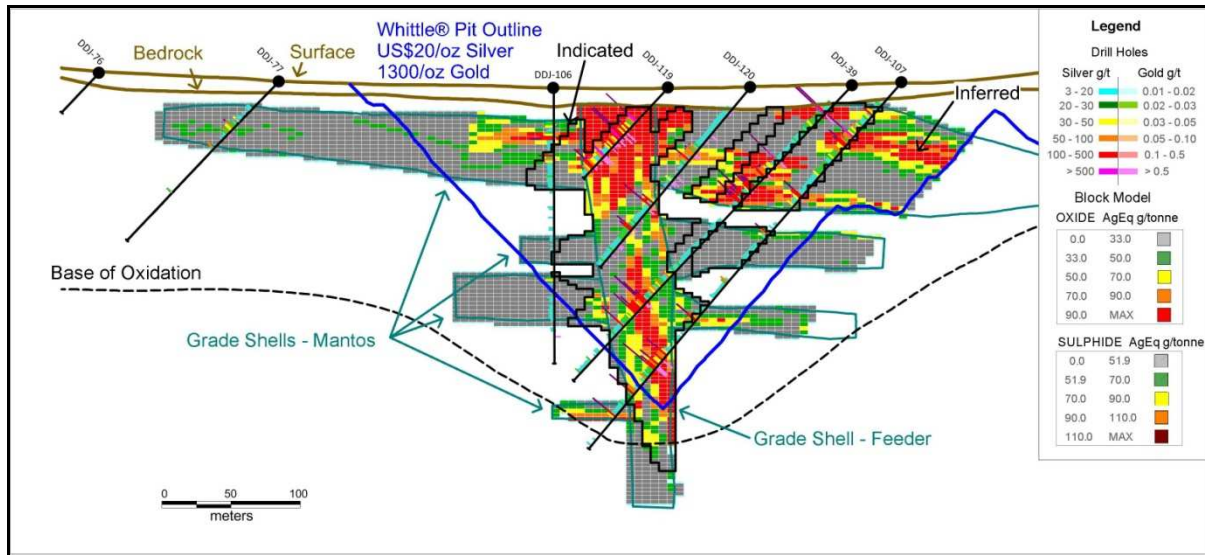 DDJ-76
DDJ-77
Bedrock
Surface
Whittle® Pit Outline
US$20/oz Silver
1300/oz Gold
Indicated
DDJ-106
DDJ-119
DDJ-120
DDJ-39
DDJ-107
Inferred
Base of Oxidation
Grade Shells - Mantos
Grade Shell - Feeder
0 50 100
meters
Legend
Drill Holes
Silver g/t Gold g/t
3 - 20 0.01 - 0.02
20 - 30 0.02 - 0.03
30 - 50 0.03 - 0.05
50 - 100 0.05 - 0.10
100 - 500 0.1 - 0.5
> 500 > 0.5
Block Model
OXIDE AgEq g/tonne
0.0 33.0
33.0 50.0
50.0 70.0
70.0 90.0
90.0 MAX
SULPHIDE AgEq g/tonne
0.0 51.9
51.9 70.0
70.0 90.0
90.0 110.0
110.0 MAX